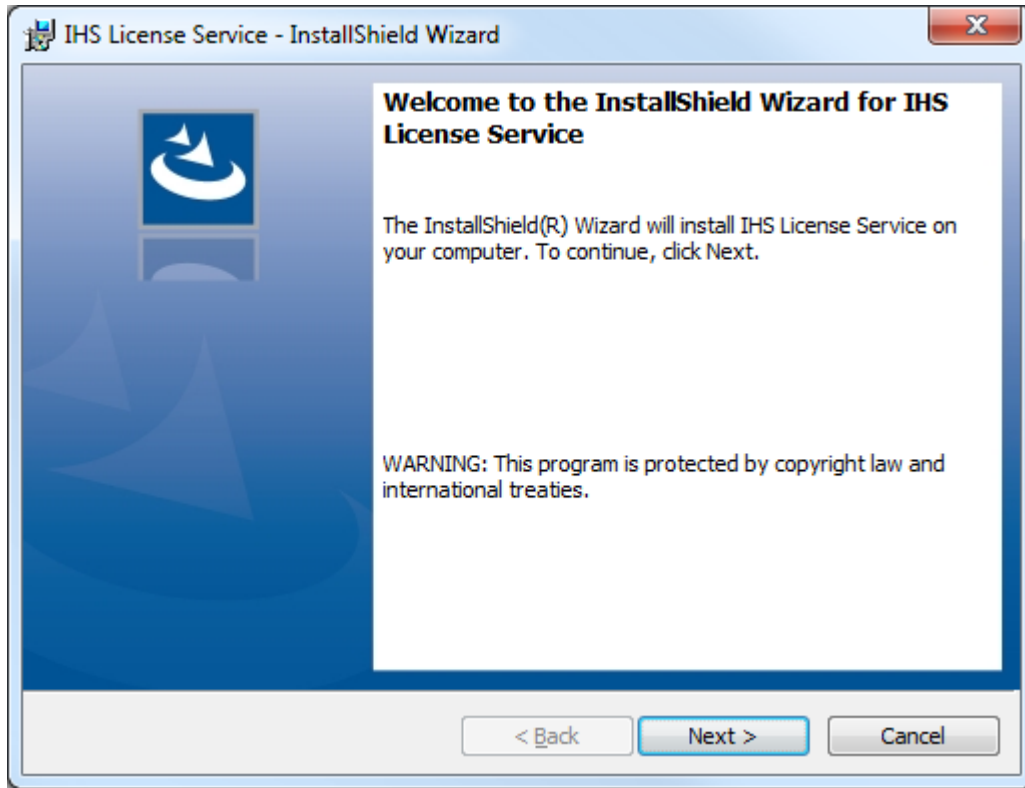 IHS License Service - InstallShield Wizard
Welcome to the InstallShield Wizard for IHS
License Service
The InstallShield(R) Wizard will install IHS License Service on
your computer. To continue, click Next.
WARNING: This program is protected by copyright law and
international treaties.
< Back
Next >
Cancel